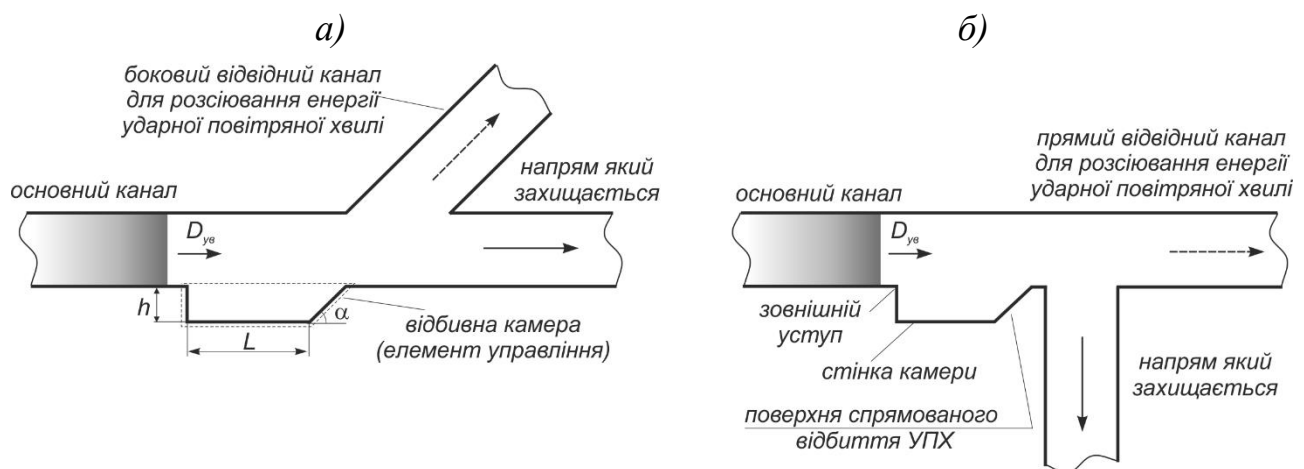 а)
боковий відвідний канал
для розсіювання енергії
ударної повітряної хвилі
основний канал
напрям який
захищається
Dув
h
α
L
відбивна камера
(елемент управління)
б)
прямий відвідний канал
для розсіювання енергії
ударної повітряної хвилі
основний канал
Dув
зовнішній
уступ
стінка камери
напрям який
захищається
поверхня спрямованого
відбиття УПХ